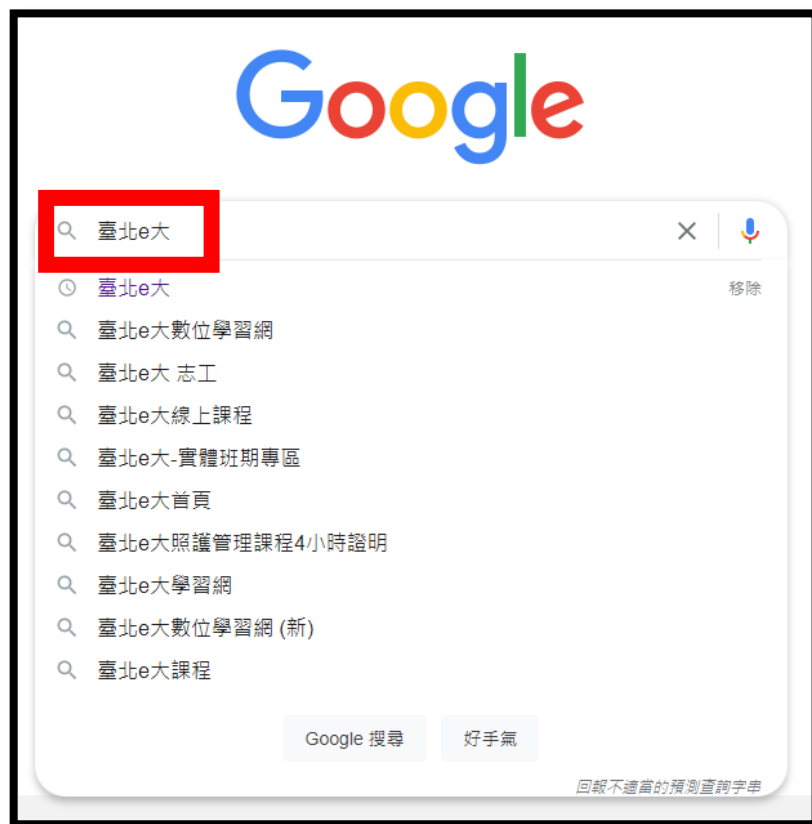 Google
臺北e大
臺北e大
移除
臺北e大數位學習網
臺北e大 志工
臺北e大線上課程
臺北e大-實體班期專區
臺北e大首頁
臺北e大照護管理課程4小時證明
臺北e大學習網
臺北e大數位學習網 (新)
臺北e大課程
Google 搜尋
好手氣
回報不適當的預測查詢字串